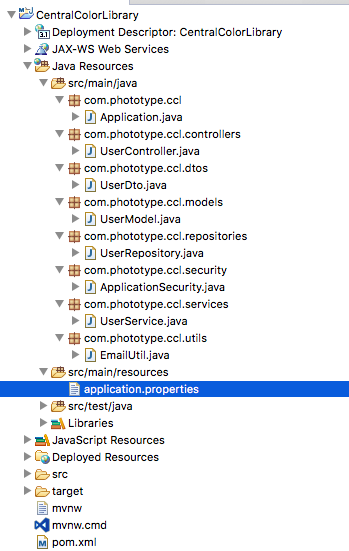 CentralColorLibrary
Deployment Descriptor: CentralColorLibrary
JAX-WS Web Services
Java Resources
src/main/java
com.phototype.ccl
Application.java
com.phototype.ccl.controllers
UserController.java
com.phototype.ccl.dtos
UserDto.java
com.phototype.ccl.models
UserModel.java
com.phototype.ccl.repositories
UserRepository.java
com.phototype.ccl.security
ApplicationSecurity.java
com.phototype.ccl.services
UserService.java
com.phototype.ccl.utils
EmailUtil.java
src/main/resources
application.properties
src/test/java
Libraries
JavaScript Resources
Deployed Resources
src
target
mvnw
mvnw.cmd
pom.xml